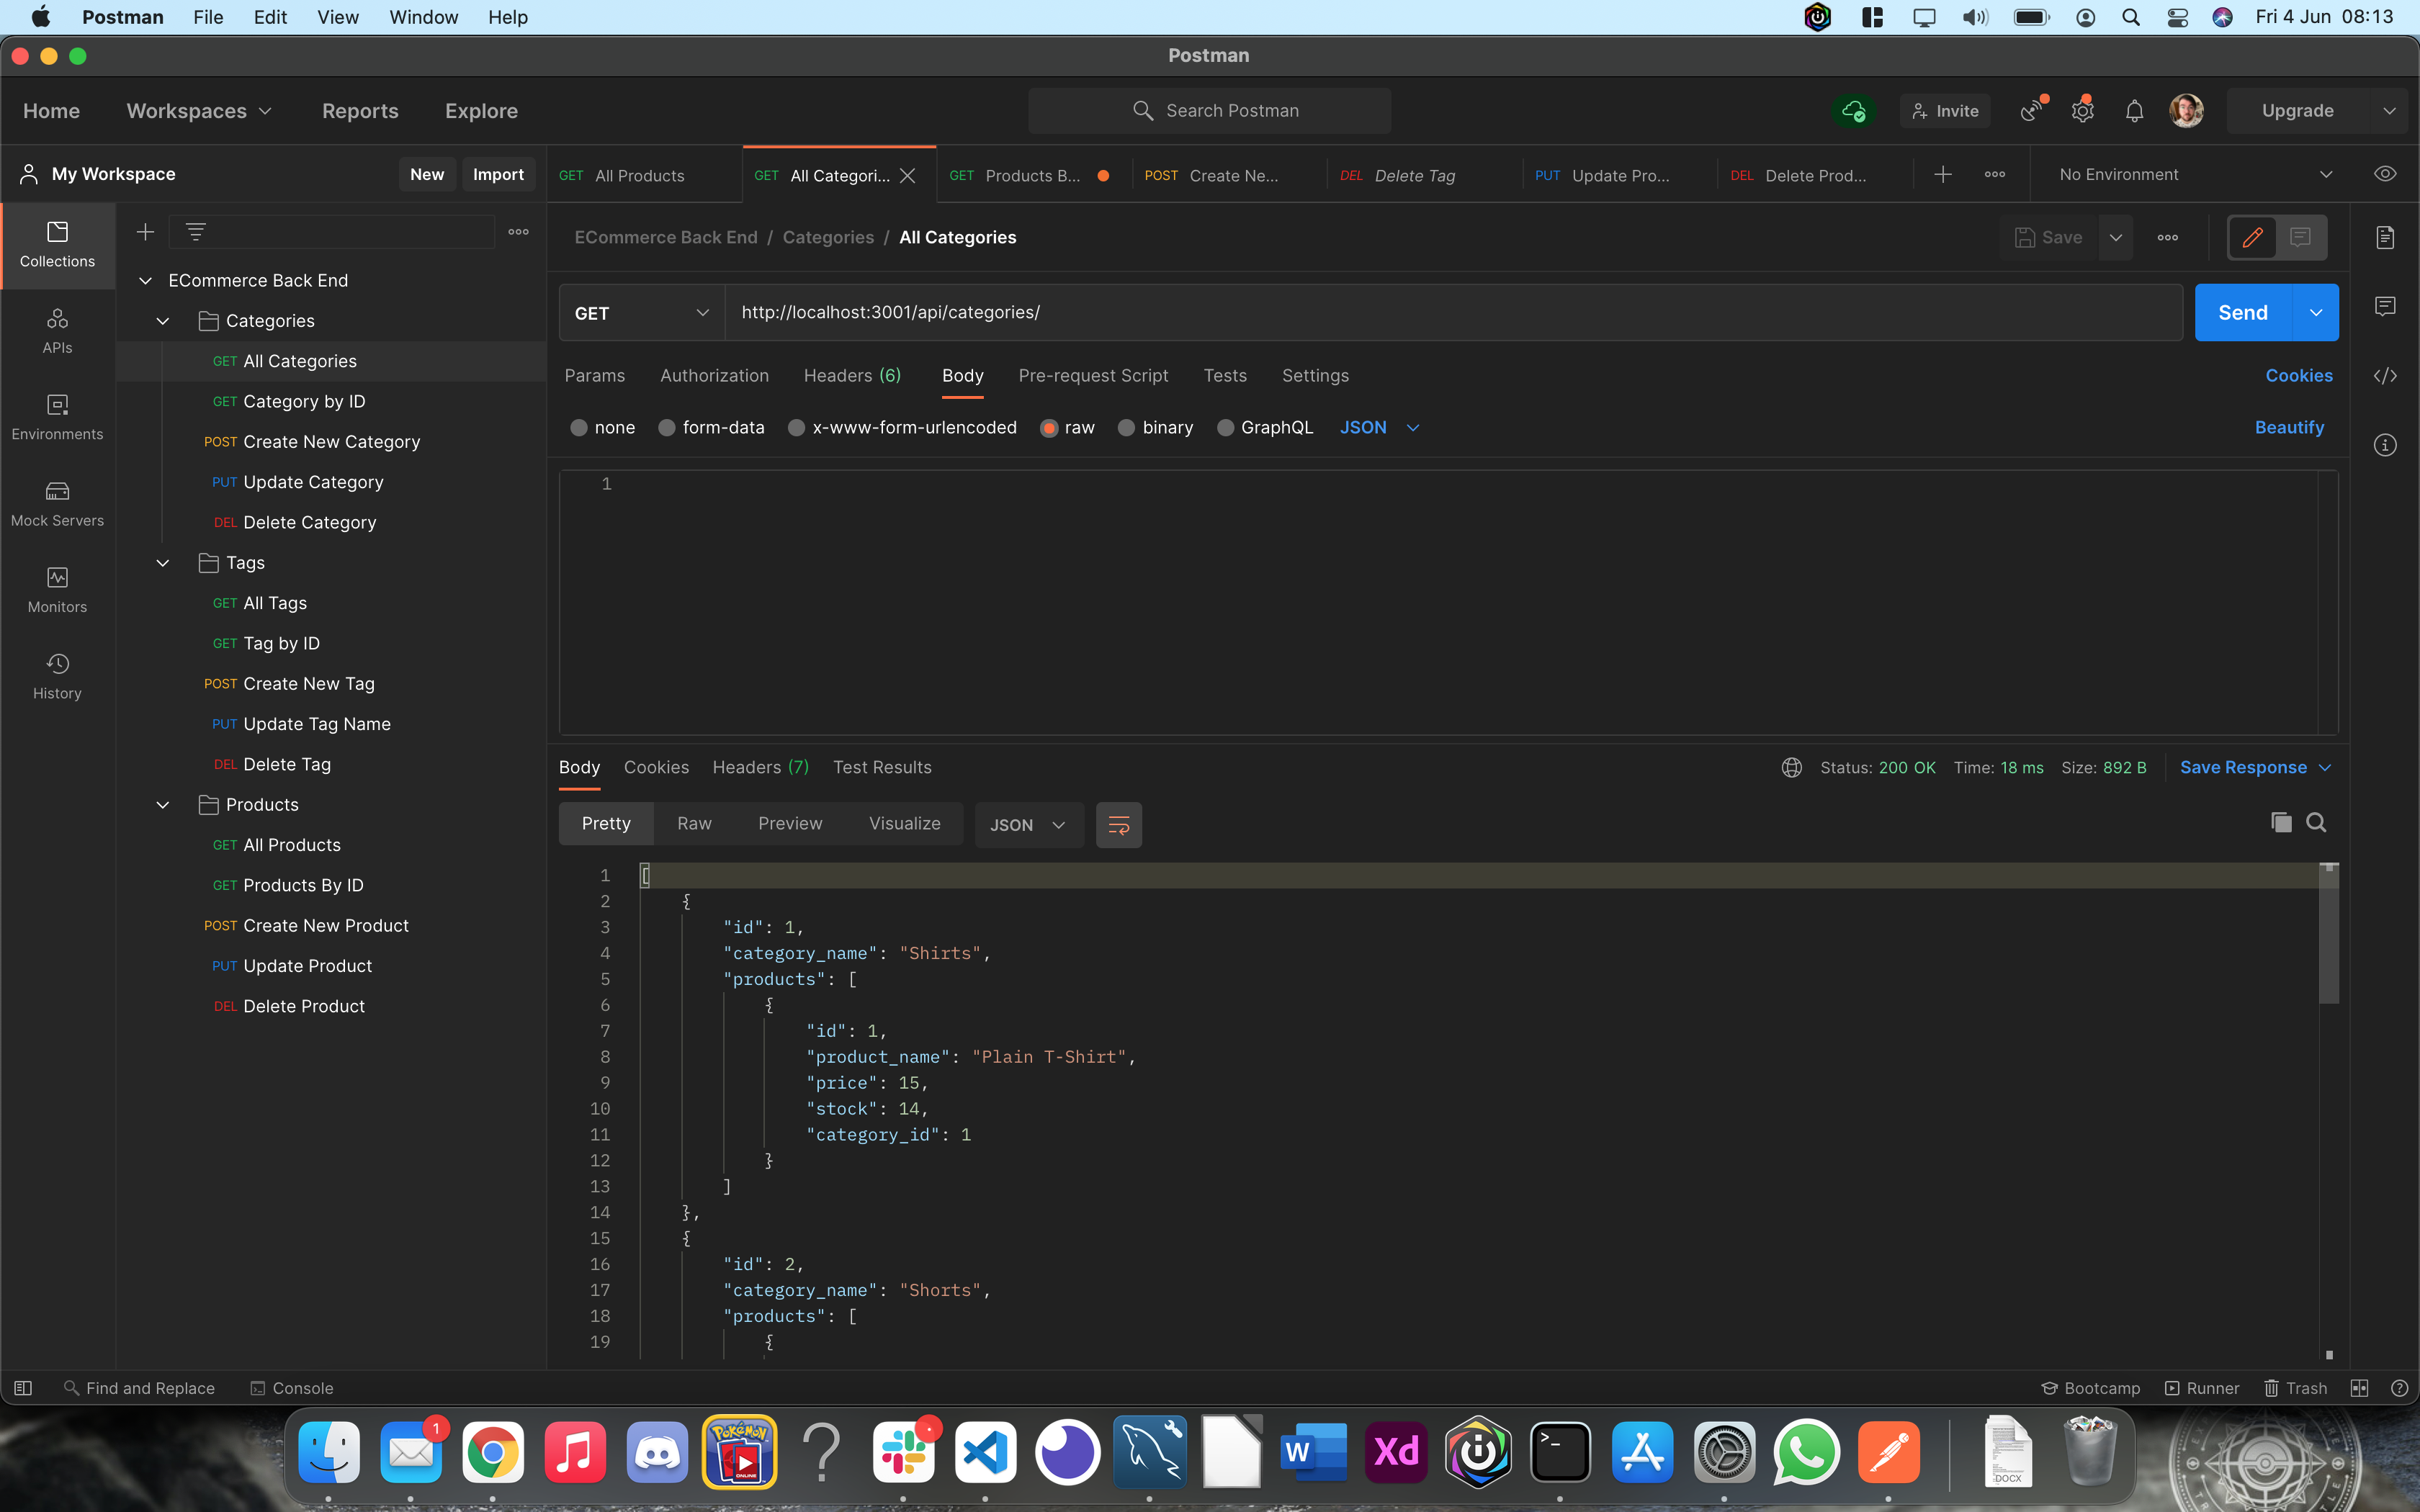 Postman File Edit View Window Help Fri 4 Jun 08:13
Postman
Home Workspaces Reports Explore Search Postman Invite Upgrade
My Workspace New Import GET All Products GET All Categori... GET Products B... POST Create Ne... DEL Delete Tag PUT Update Pro... DEL Delete Prod... No Environment
Collections
APIs
Environments
Mock Servers
Monitors
History
ECommerce Back End
Categories
GET All Categories
GET Category by ID
POST Create New Category
PUT Update Category
DEL Delete Category
Tags
GET All Tags
GET Tag by ID
POST Create New Tag
PUT Update Tag Name
DEL Delete Tag
Products
GET All Products
GET Products By ID
POST Create New Product
PUT Update Product
DEL Delete Product
ECommerce Back End / Categories / All Categories Save
GET http://localhost:3001/api/categories/ Send
Params Authorization Headers (6) Body Pre-request Script Tests Settings Cookies
none form-data x-www-form-urlencoded raw binary GraphQL JSON Beautify
1
Body Cookies Headers (7) Test Results Status: 200 OK Time: 18 ms Size: 892 B Save Response
Pretty Raw Preview Visualize JSON
1 [
2 {
3 "id": 1,
4 "category_name": "Shirts",
5 "products": [
6 {
7 "id": 1,
8 "product_name": "Plain T-Shirt",
9 "price": 15,
10 "stock": 14,
11 "category_id": 1
12 }
13 ]
14 },
15 {
16 "id": 2,
17 "category_name": "Shorts",
18 "products": [
19 {
Find and Replace Console Bootcamp Runner Trash
1 Pokémon ONLINE W Xd DOCX